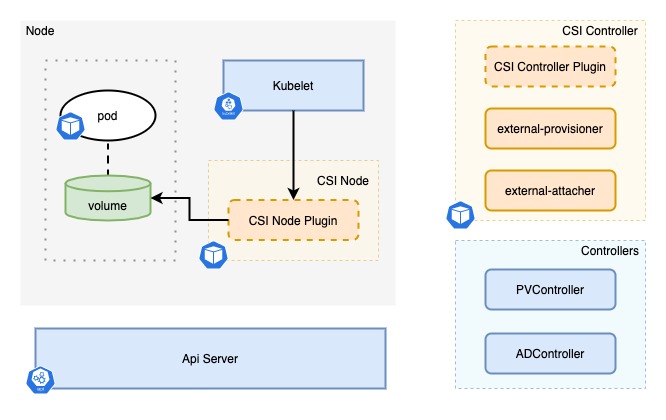 Node
pod
volume
Kubelet
CSI Node
CSI Node Plugin
Api Server
CSI Controller
CSI Controller Plugin
external-provisioner
external-attacher
Controllers
PVController
ADController